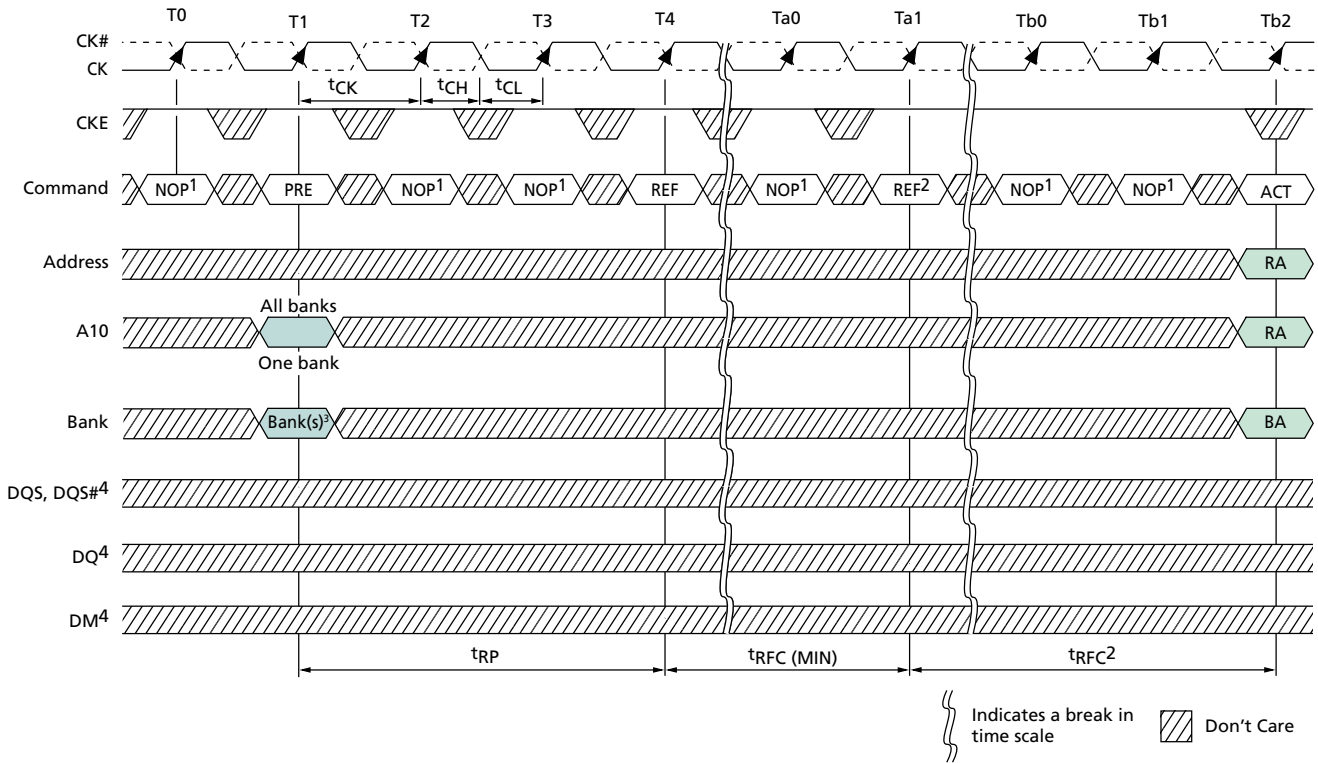 T0 T1 T2 T3 T4 Ta0 Ta1 Tb0 Tb1 Tb2
CK#
CK
tCK tCH tCL
CKE
Command NOP1 PRE NOP1 NOP1 REF NOP1 REF2 NOP1 NOP1 ACT
Address RA
All banks
A10 RA
One bank
Bank Bank(s)3 BA
DQS, DQS#4
DQ4
DM4
tRP tRFC (MIN) tRFC2
Indicates a break in
time scale
Don't Care